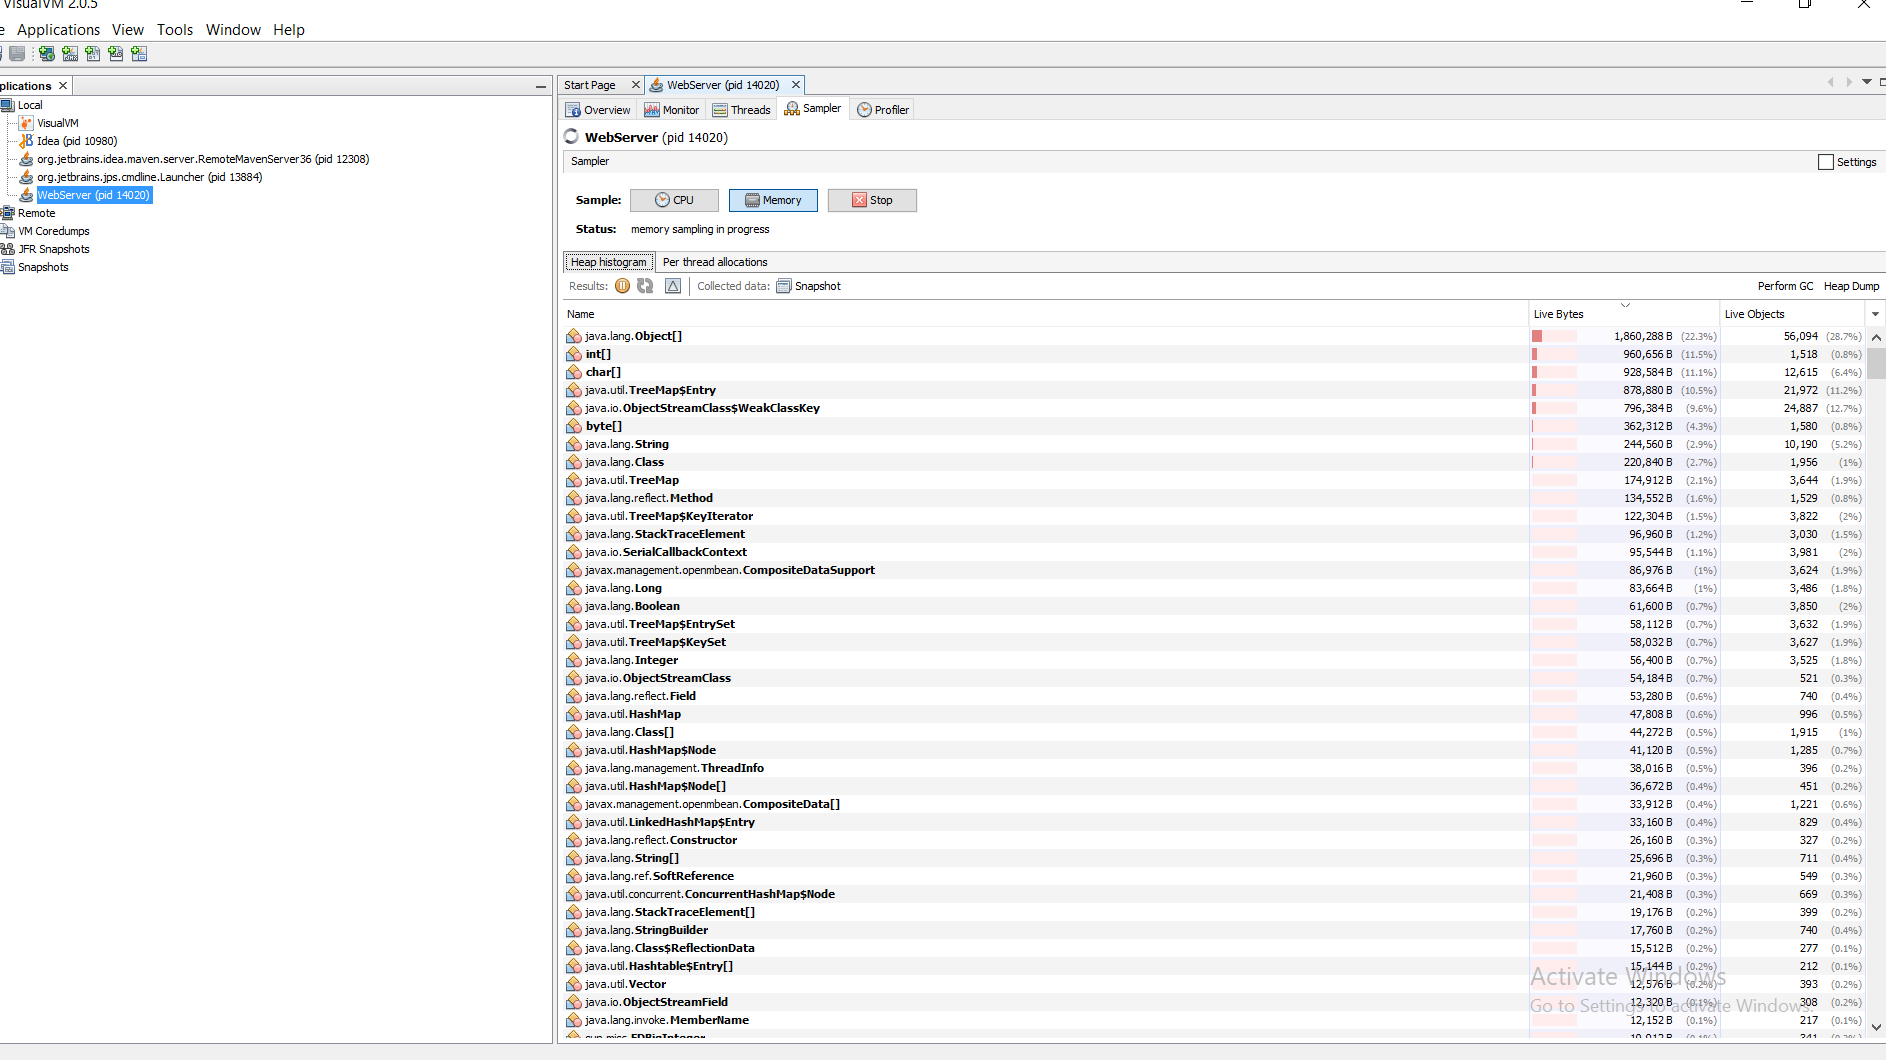 VisualVM 2.0.5
Applications View Tools Window Help
plications
Local
VisualVM
Idea (pid 10980)
org.jetbrains.idea.maven.server.RemoteMavenServer36 (pid 12308)
org.jetbrains.jps.cmdline.Launcher (pid 13884)
WebServer (pid 14020)
Remote
VM Coredumps
JFR Snapshots
Snapshots
Start Page WebServer (pid 14020)
Overview Monitor Threads Sampler Profiler
WebServer (pid 14020)
Sampler Settings
Sample: CPU Memory Stop
Status: memory sampling in progress
Heap histogram Per thread allocations
Results: Collected data: Snapshot Perform GC Heap Dump
Name Live Bytes Live Objects
java.lang.Object[] 1,860,288 B (22.3%) 56,094 (28.7%)
int[] 960,656 B (11.5%) 1,518 (0.8%)
char[] 928,584 B (11.1%) 12,615 (6.4%)
java.util.TreeMap$Entry 878,880 B (10.5%) 21,972 (11.2%)
java.io.ObjectStreamClass$WeakClassKey 796,384 B (9.6%) 24,887 (12.7%)
byte[] 362,312 B (4.3%) 1,580 (0.8%)
java.lang.String 244,560 B (2.9%) 10,190 (5.2%)
java.lang.Class 220,840 B (2.7%) 1,956 (1%)
java.util.TreeMap 174,912 B (2.1%) 3,644 (1.9%)
java.lang.reflect.Method 134,552 B (1.6%) 1,529 (0.8%)
java.util.TreeMap$KeyIterator 122,304 B (1.5%) 3,822 (2%)
java.lang.StackTraceElement 96,960 B (1.2%) 3,030 (1.5%)
java.io.SerialCallbackContext 95,544 B (1.1%) 3,981 (2%)
javax.management.openmbean.CompositeDataSupport 86,976 B (1%) 3,624 (1.9%)
java.lang.Long 83,664 B (1%) 3,486 (1.8%)
java.lang.Boolean 61,600 B (0.7%) 3,850 (2%)
java.util.TreeMap$EntrySet 58,112 B (0.7%) 3,632 (1.9%)
java.util.TreeMap$KeySet 58,032 B (0.7%) 3,627 (1.9%)
java.lang.Integer 56,400 B (0.7%) 3,525 (1.8%)
java.io.ObjectStreamClass 54,184 B (0.7%) 521 (0.3%)
java.lang.reflect.Field 53,280 B (0.6%) 740 (0.4%)
java.util.HashMap 47,808 B (0.6%) 996 (0.5%)
java.lang.Class[] 44,272 B (0.5%) 1,915 (1%)
java.util.HashMap$Node 41,120 B (0.5%) 1,285 (0.7%)
java.lang.management.ThreadInfo 38,016 B (0.5%) 396 (0.2%)
java.util.HashMap$Node[] 36,672 B (0.4%) 451 (0.2%)
javax.management.openmbean.CompositeData[] 33,912 B (0.4%) 1,221 (0.6%)
java.util.LinkedHashMap$Entry 33,160 B (0.4%) 829 (0.4%)
java.lang.reflect.Constructor 26,160 B (0.3%) 327 (0.2%)
java.lang.String[] 25,696 B (0.3%) 711 (0.4%)
java.lang.ref.SoftReference 21,960 B (0.3%) 549 (0.3%)
java.util.concurrent.ConcurrentHashMap$Node 21,408 B (0.3%) 669 (0.3%)
java.lang.StackTraceElement[] 19,176 B (0.2%) 399 (0.2%)
java.lang.StringBuilder 17,760 B (0.2%) 740 (0.4%)
java.lang.Class$ReflectionData 15,512 B (0.2%) 277 (0.1%)
java.util.Hashtable$Entry[] 15,144 B (0.2%) 212 (0.1%)
java.util.Vector 12,576 B (0.2%) 393 (0.2%)
java.io.ObjectStreamField 12,320 B (0.1%) 308 (0.2%)
java.lang.invoke.MemberName 12,152 B (0.1%) 217 (0.1%)
Activate Windows
Go to Settings to activate Windows.